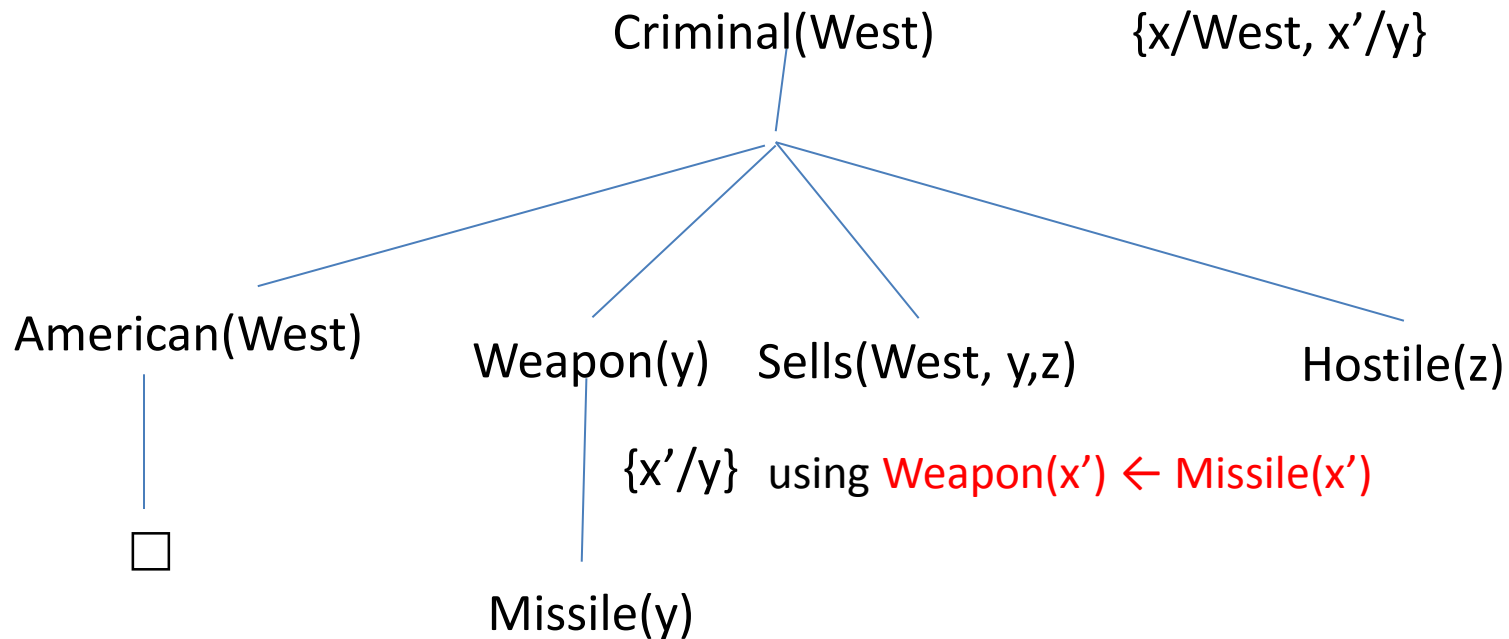 Criminal(West) {x/West, x’/y}
American(West)
Weapon(y) Sells(West, y,z) Hostile(z)
{x’/y} using Weapon(x’) ← Missile(x’)
□
Missile(y)